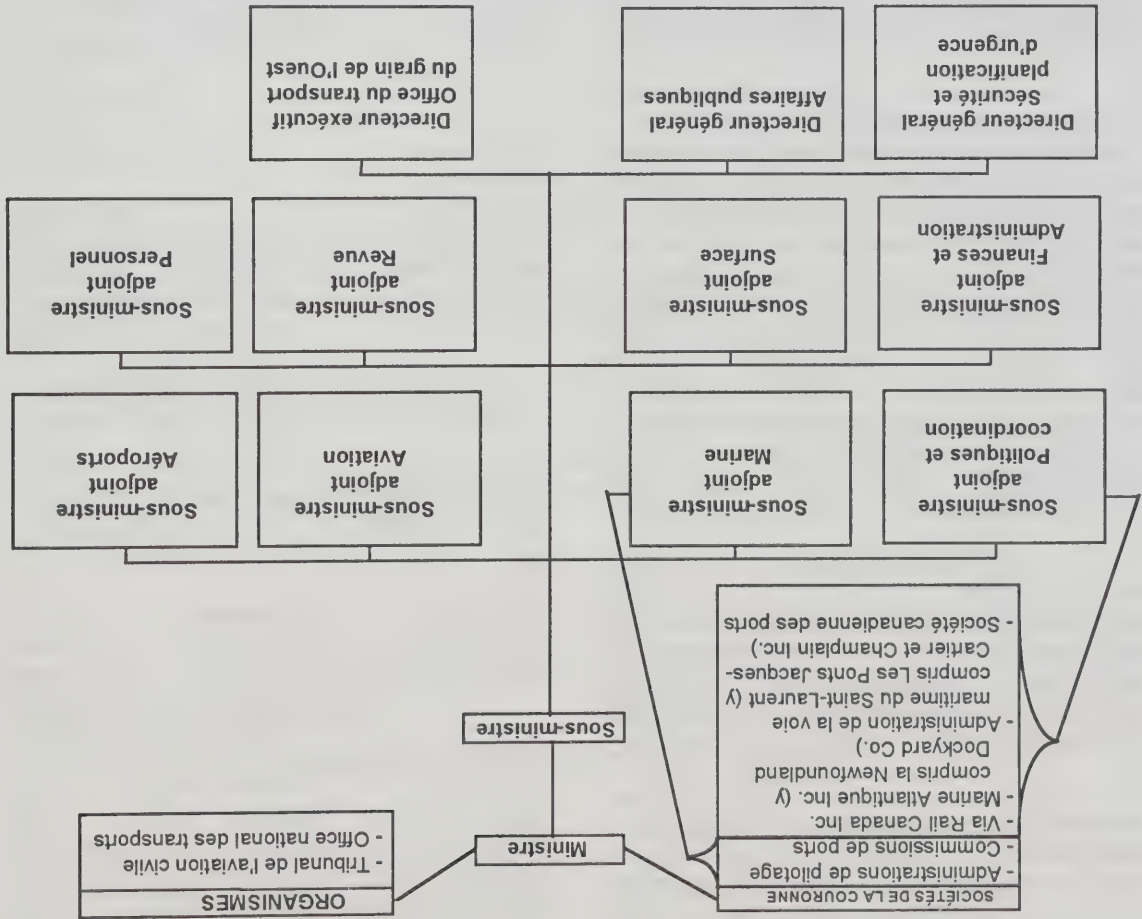 SOCIÉTÉS DE LA COURONNE
- Administrations de pilotage
- Commissions de ports
- Via Rail Canada Inc.
- Marine Atlantique Inc. (y
compris la Newfoundland
Dockyard Co.)
- Administration de la voie
maritime du Saint-Laurent (y
compris Les Ponts Jacques-
Cartier et Champlain Inc.)
- Société canadienne des ports
Ministre
ORGANISMES
- Tribunal de l'aviation civile
- Office national des transports
Sous-ministre
Sous-ministre
adjoint
Politiques et
coordination
Sous-ministre
adjoint
Marine
Sous-ministre
adjoint
Aviation
Sous-ministre
adjoint
Aéroports
Sous-ministre
adjoint
Finances et
Administration
Sous-ministre
adjoint
Surface
Sous-ministre
adjoint
Revue
Sous-ministre
adjoint
Personnel
Directeur général
Sécurité et
planification
d'urgence
Directeur général
Affaires publiques
Directeur exécutif
Office du transport
du grain de l'Ouest